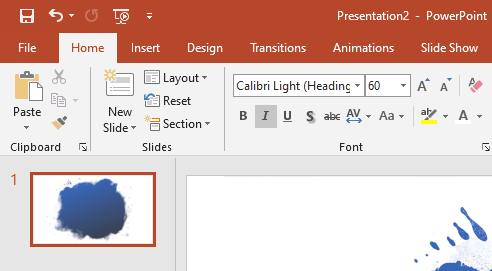 Presentation2 - PowerPoint
File Home Insert Design Transitions Animations Slide Show
Paste
New
Slide
Layout
Reset
Section
Calibri Light (Heading 60 A A A
B I U S abc AV Aa ab A
Clipboard Slides Font
1